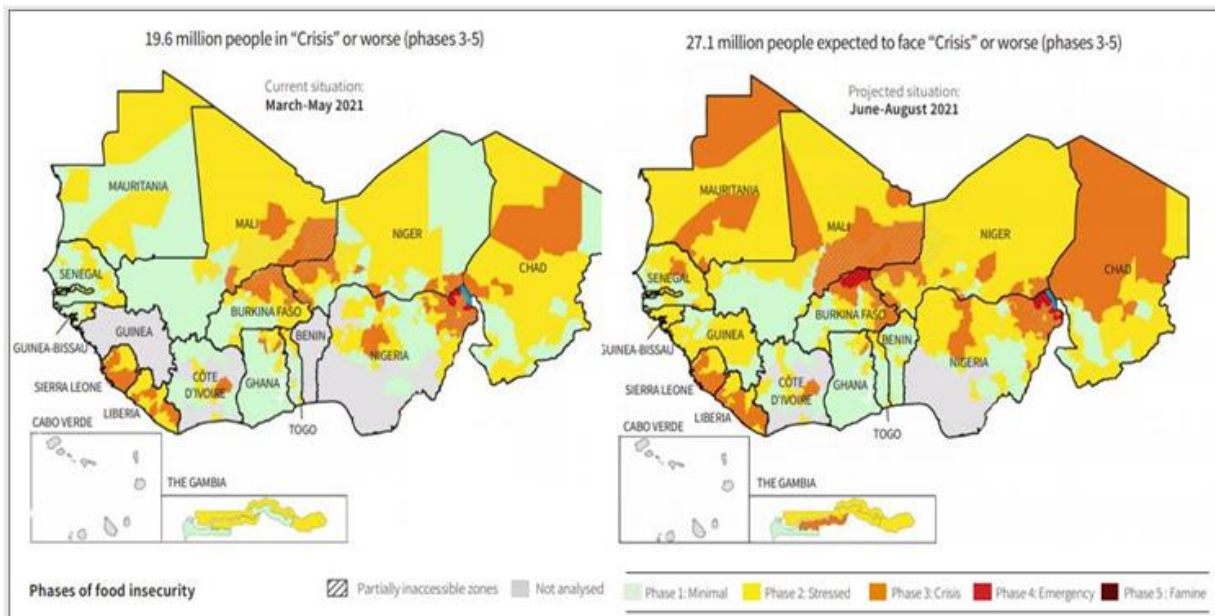 19.6 million people in “Crisis” or worse (phases 3-5)
Current situation:
March-May 2021
MAURITANIA
MALI
NIGER
CHAD
SENEGAL
BURKINA FASO
BENIN
NIGERIA
GUINEA
GUINEA-BISSAU
SIERRA LEONE
LIBERIA
CÔTE
D'IVOIRE
GHANA
TOGO
CABO VERDE
THE GAMBIA
27.1 million people expected to face “Crisis” or worse (phases 3-5)
Projected situation:
June-August 2021
MAURITANIA
MALI
NIGER
CHAD
SENEGAL
BURKINA FASO
BENIN
NIGERIA
GUINEA
GUINEA-BISSAU
SIERRA LEONE
LIBERIA
CÔTE
D'IVOIRE
GHANA
TOGO
CABO VERDE
THE GAMBIA
Phases of food insecurity
Partially inaccessible zones
Not analysed
Phase 1: Minimal
Phase 2: Stressed
Phase 3: Crisis
Phase 4: Emergency
Phase 5 : Famine